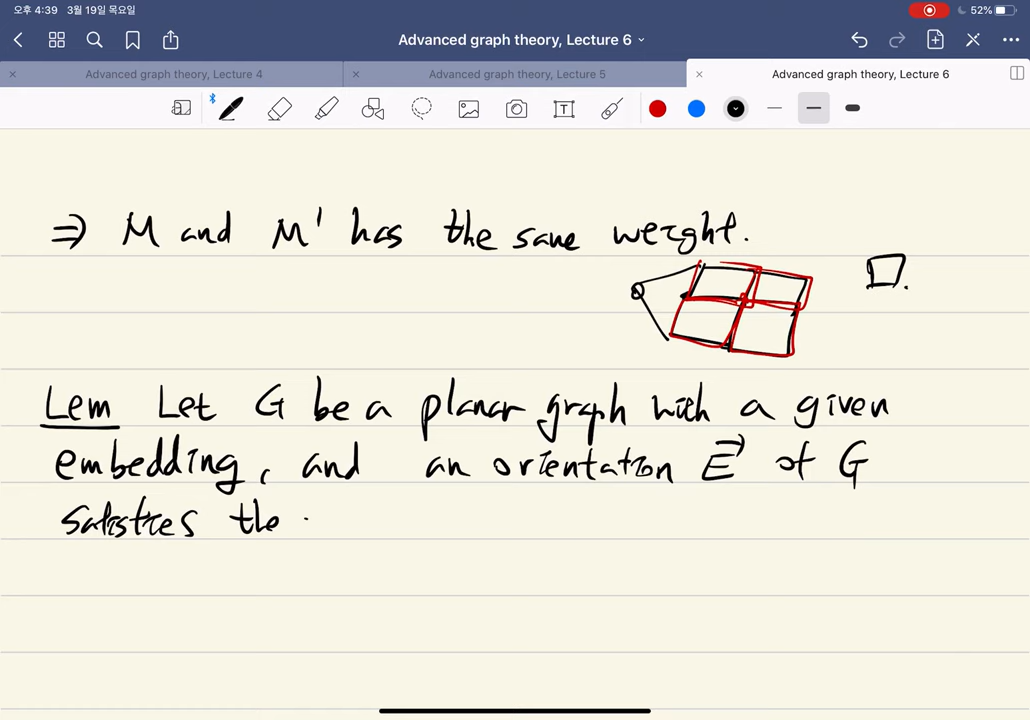 오후 4:39 3월 19일 목요일
52%
Advanced graph theory, Lecture 6
Advanced graph theory, Lecture 4
Advanced graph theory, Lecture 5
Advanced graph theory, Lecture 6
⇒ M and M' has the same weight.
□.
Lem Let G be a planar graph with a given
embedding, and an orientation E⃗ of G
satisfies the